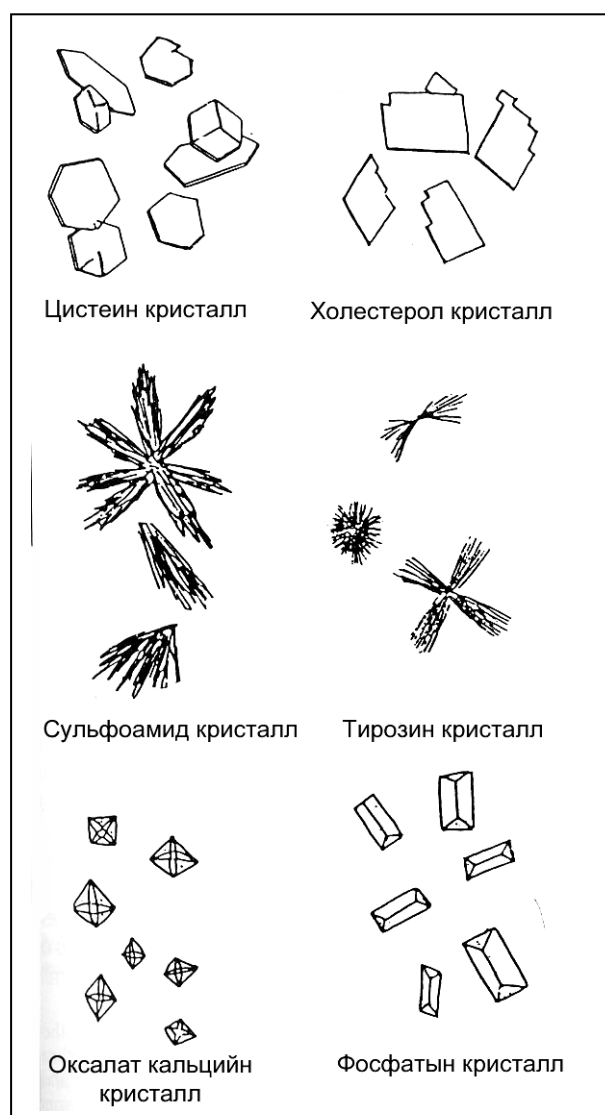 Цистеин кристалл
Холестерол кристалл
Сульфоамид кристалл
Тирозин кристалл
Оксалат кальцийн
кристалл
Фосфатын кристалл